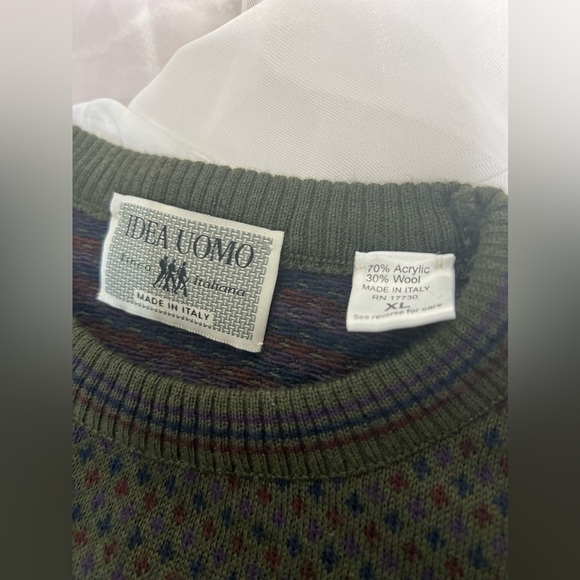 IDEA UOMO
Linea Italiana
MADE IN ITALY
70% Acrylic
30% Wool
MADE IN ITALY
RN 17730
XL
See reverse for care